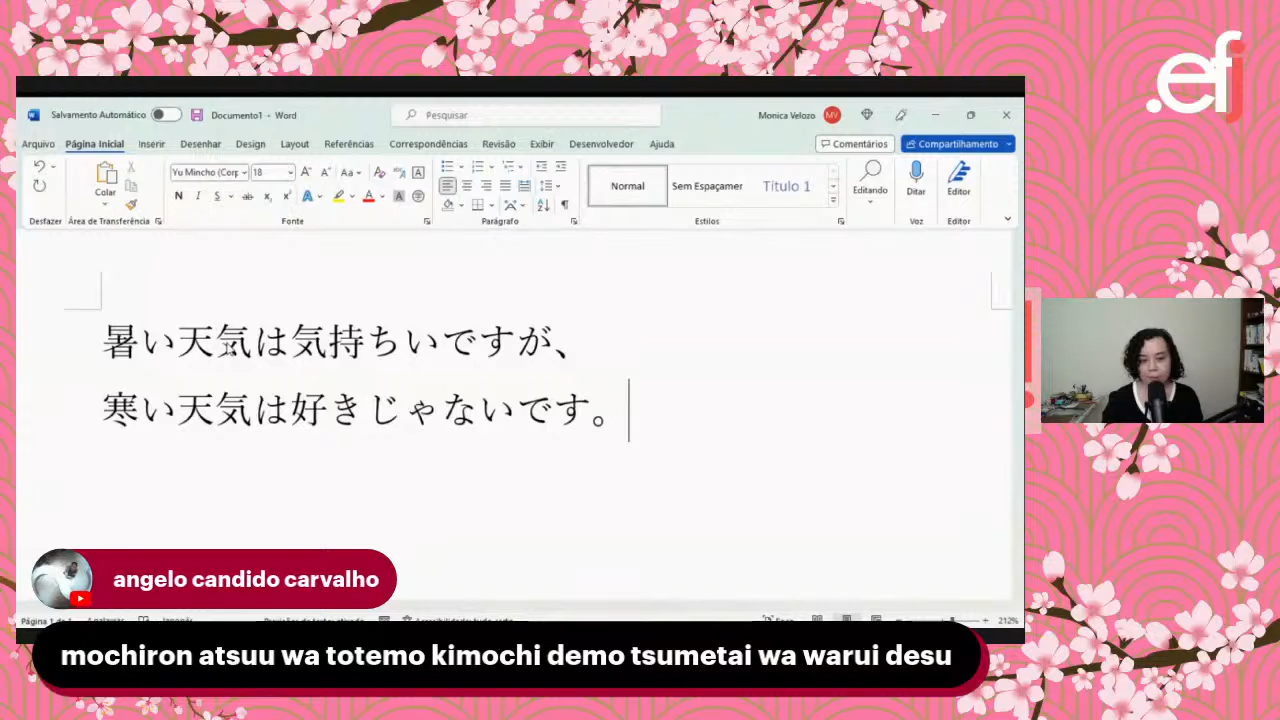 .efj
Salvamento Automático
Documento1 - Word
Pesquisar
Monica Velozo
MV
Arquivo
Página Inicial
Inserir
Desenhar
Design
Layout
Referências
Correspondências
Revisão
Exibir
Desenvolvedor
Ajuda
Comentários
Compartilhamento
Colar
Yu Mincho (Corp
18
Normal
Sem Espaçamer
Título 1
Editando
Ditar
Editor
Desfazer
Área de Transferência
Fonte
Parágrafo
Estilos
Voz
Editor
暑い天気は気持ちいですが、
寒い天気は好きじゃないです。
angelo candido carvalho
212%
mochiron atsuu wa totemo kimochi demo tsumetai wa warui desu